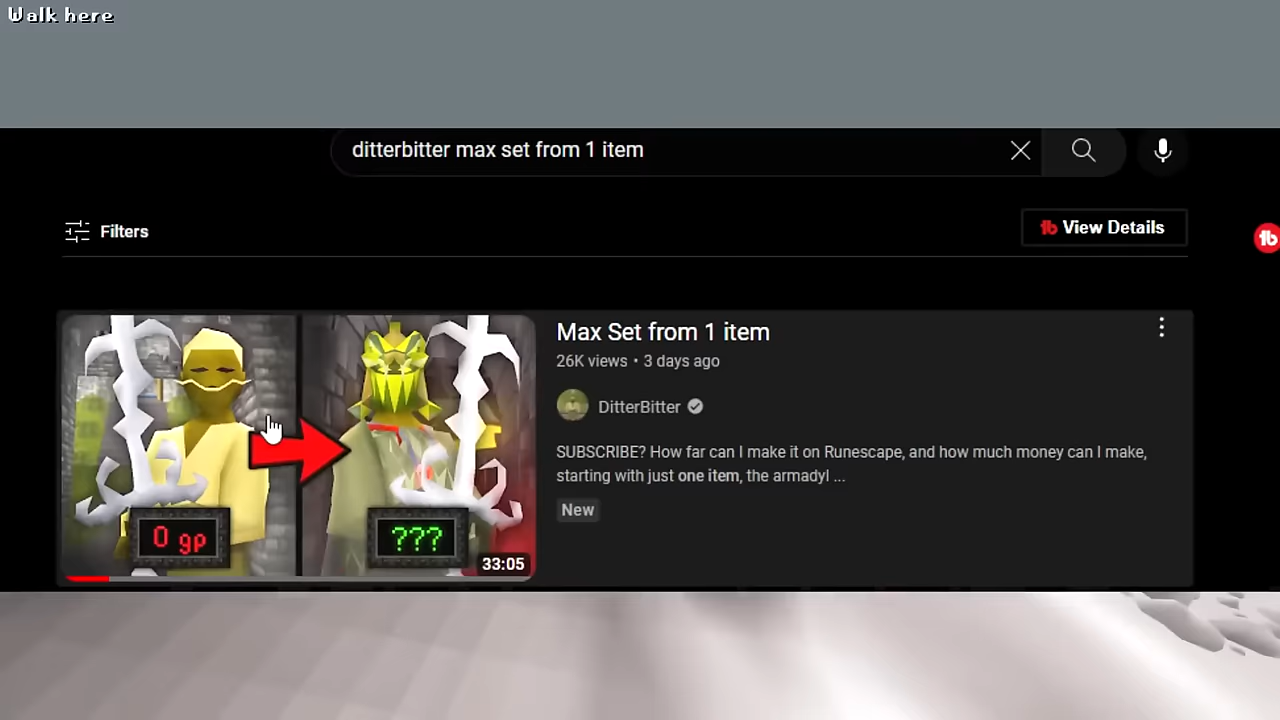 Walk here
ditterbitter max set from 1 item
Filters
tb View Details
tb
Max Set from 1 item
26K views • 3 days ago
DitterBitter
SUBSCRIBE? How far can I make it on Runescape, and how much money can I make,
starting with just one item, the armadyl ...
New
0 gp
???
33:05